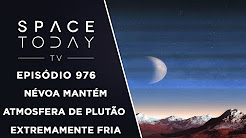 SPACE
TODAY
TV
EPISÓDIO 976
NÉVOA MANTÉM
ATMOSFERA DE PLUTÃO
EXTREMAMENTE FRIA